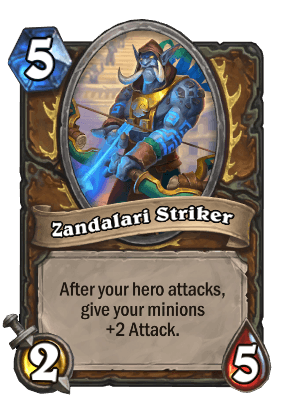 5
Zandalari Striker
After your hero attacks,
give your minions
+2 Attack.
2
5